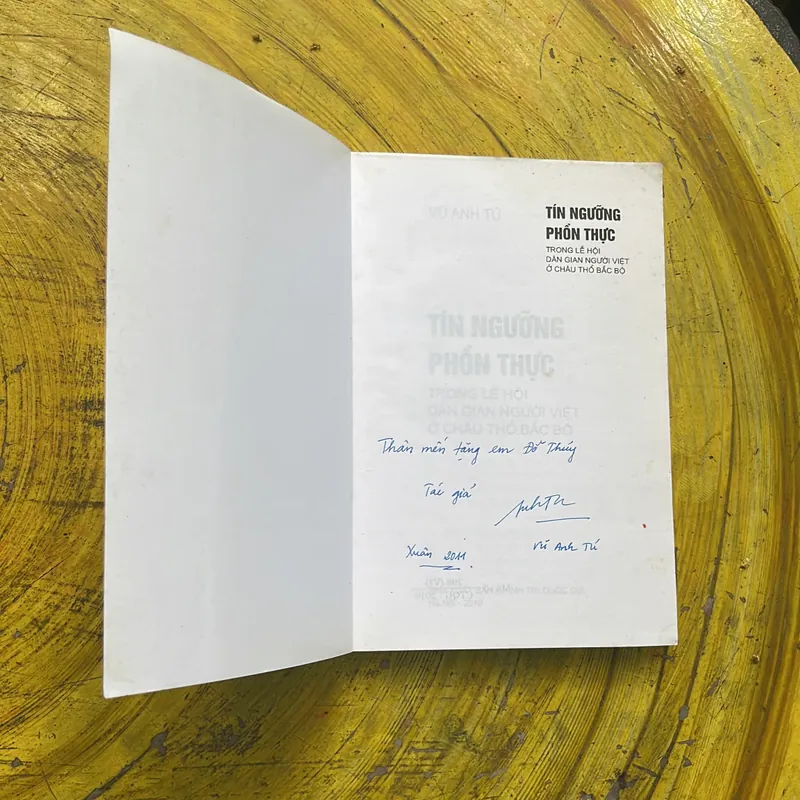 TÍN NGƯỠNG
PHỒN THỰC
TRONG LỄ HỘI
DÂN GIAN NGƯỜI VIỆT
Ở CHÂU THỔ BẮC BỘ
VŨ ANH TÚ
TÍN NGƯỠNG
PHỒN THỰC
TRONG LỄ HỘI
DÂN GIAN NGƯỜI VIỆT
Ở CHÂU THỔ BẮC BỘ
Thân mến tặng em Đỗ Thúy
Tác giả
Xuân 2011
Vũ Anh Tú